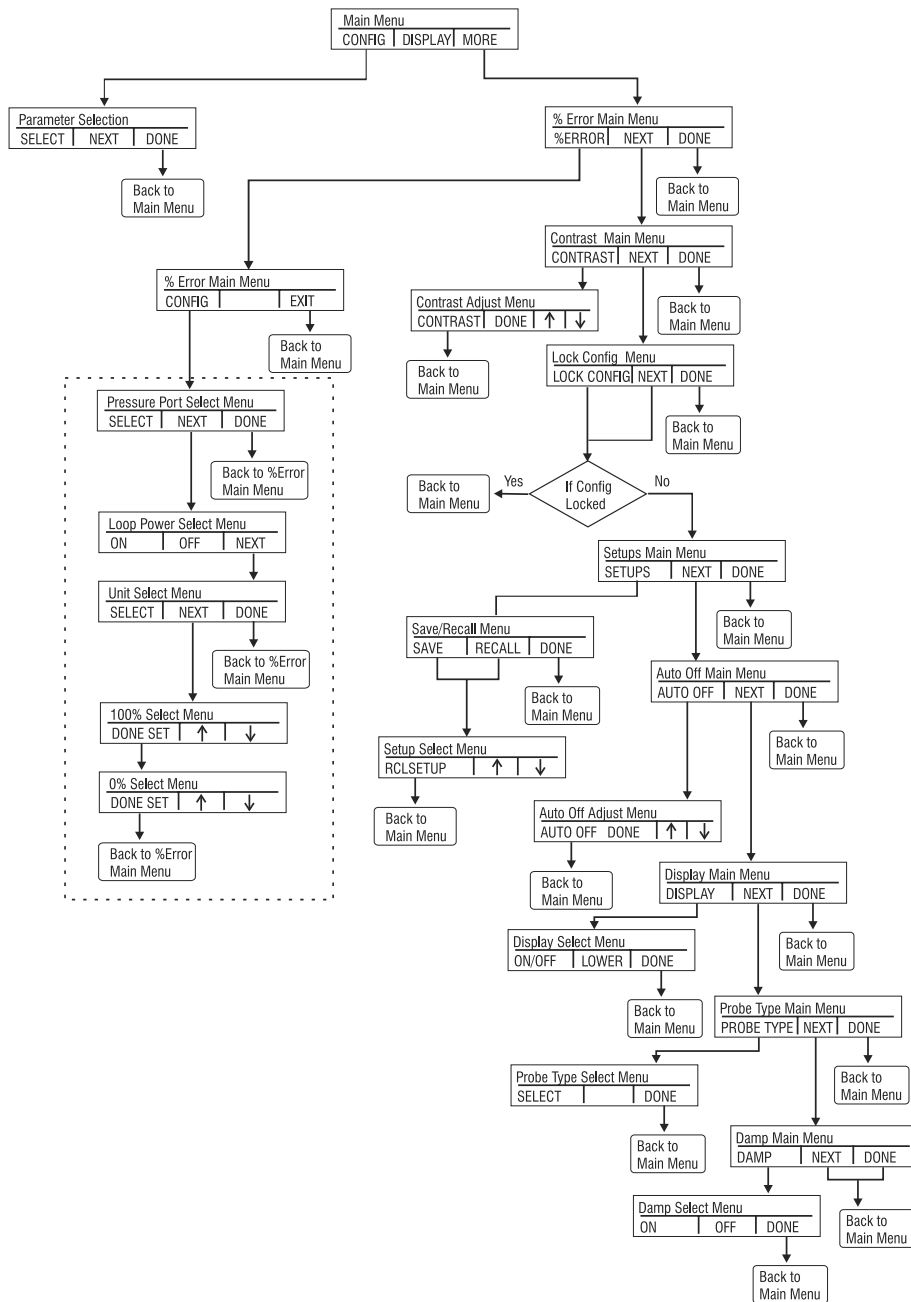 Main Menu
CONFIG DISPLAY MORE
Parameter Selection
SELECT NEXT DONE
Back to
Main Menu
% Error Main Menu
%ERROR NEXT DONE
Back to
Main Menu
% Error Main Menu
CONFIG EXIT
Back to
Main Menu
Pressure Port Select Menu
SELECT NEXT DONE
Back to %Error
Main Menu
Loop Power Select Menu
ON OFF NEXT
Unit Select Menu
SELECT NEXT DONE
Back to %Error
Main Menu
100% Select Menu
DONE SET ↑ ↓
0% Select Menu
DONE SET ↑ ↓
Back to %Error
Main Menu
Contrast Main Menu
CONTRAST NEXT DONE
Back to
Main Menu
Contrast Adjust Menu
CONTRAST DONE ↑ ↓
Back to
Main Menu
Lock Config Menu
LOCK CONFIG NEXT DONE
Back to
Main Menu
If Config
Locked
Yes
No
Back to
Main Menu
Setups Main Menu
SETUPS NEXT DONE
Back to
Main Menu
Save/Recall Menu
SAVE RECALL DONE
Back to
Main Menu
Setup Select Menu
RCLSETUP ↑ ↓
Back to
Main Menu
Auto Off Main Menu
AUTO OFF NEXT DONE
Back to
Main Menu
Auto Off Adjust Menu
AUTO OFF DONE ↑ ↓
Back to
Main Menu
Display Main Menu
DISPLAY NEXT DONE
Back to
Main Menu
Display Select Menu
ON/OFF LOWER DONE
Back to
Main Menu
Probe Type Main Menu
PROBE TYPE NEXT DONE
Back to
Main Menu
Probe Type Select Menu
SELECT DONE
Back to
Main Menu
Damp Main Menu
DAMP NEXT DONE
Back to
Main Menu
Damp Select Menu
ON OFF DONE
Back to
Main Menu